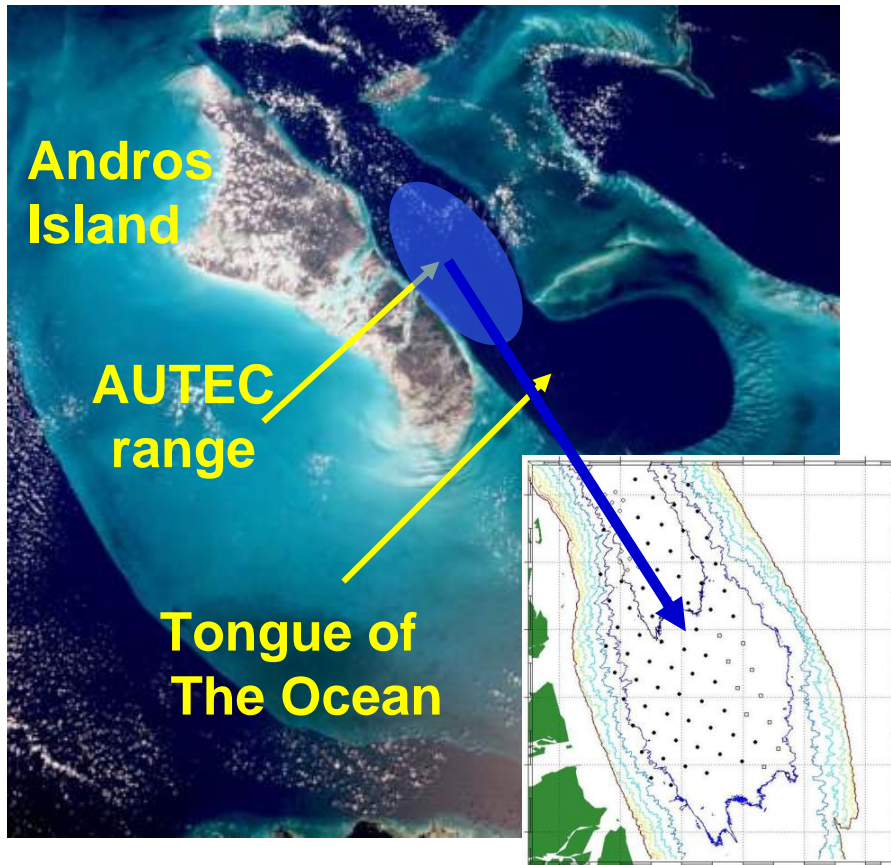 Andros
Island
AUTEC
range
Tongue of
The Ocean